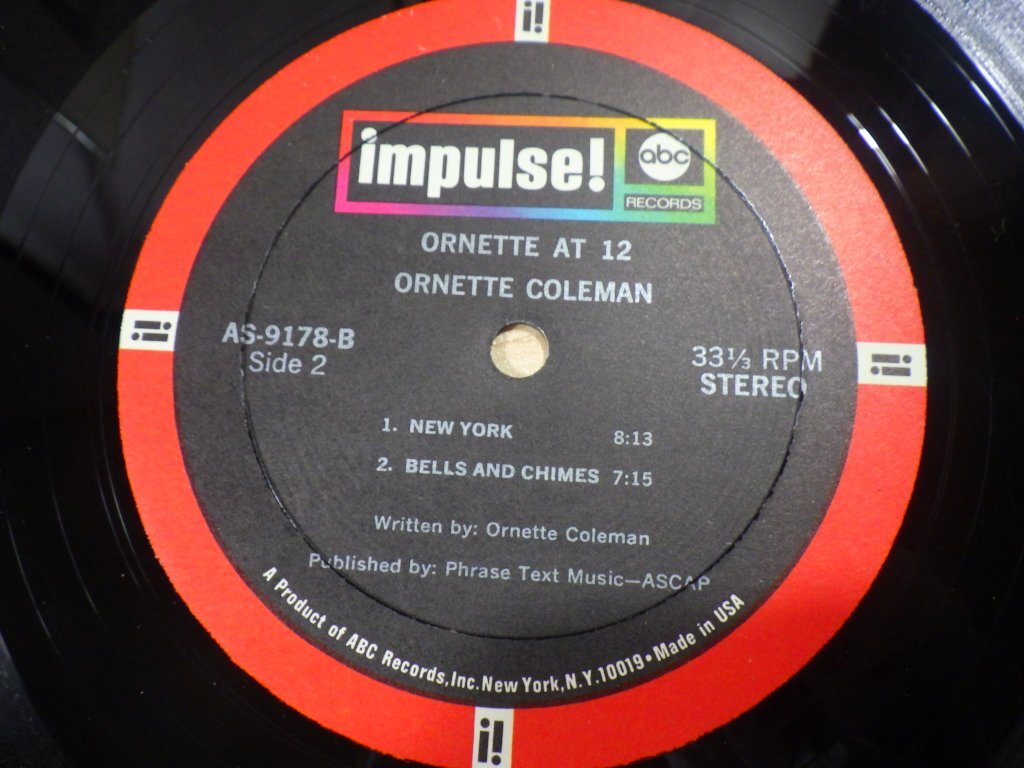 i!
impulse!
abc
RECORDS
ORNETTE AT 12
ORNETTE COLEMAN
i!
AS-9178-B
Side 2
33⅓ RPM
STEREO
i!
1. NEW YORK 8:13
2. BELLS AND CHIMES 7:15
Written by: Ornette Coleman
Published by: Phrase Text Music—ASCAP
A Product of ABC Records, Inc. New York, N.Y. 10019 • Made in USA
i!